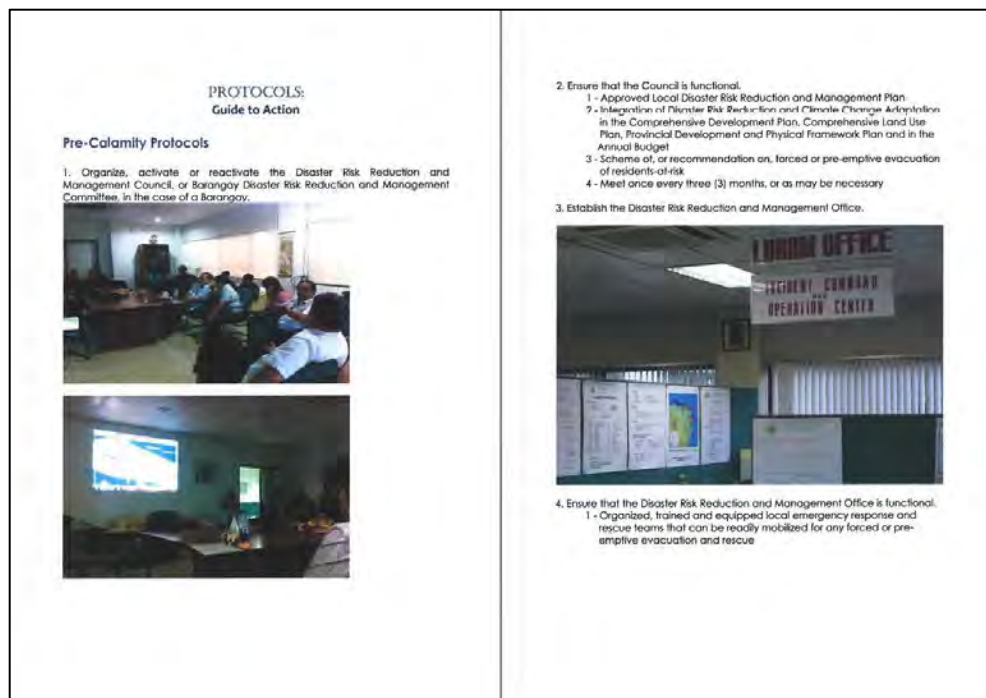 PROTOCOLS:
Guide to Action
Pre-Calamity Protocols
1. Organize, activate or reactivate the Disaster Risk Reduction and
Management Council, or Barangay Disaster Risk Reduction and Management
Committee, in the case of a Barangay.
2. Ensure that the Council is functional.
1 - Approved Local Disaster Risk Reduction and Management Plan
2 - Integration of Disaster Risk Reduction and Climate Change Adaptation
in the Comprehensive Development Plan, Comprehensive Land Use
Plan, Provincial Development and Physical Framework Plan and in the
Annual Budget
3 - Scheme of, or recommendation on, forced or pre-emptive evacuation
of residents-at-risk
4 - Meet once every three (3) months, or as may be necessary
3. Establish the Disaster Risk Reduction and Management Office.
OFFICE
INCIDENT COMMAND
AND
OPERATION CENTER
4. Ensure that the Disaster Risk Reduction and Management Office is functional.
1 - Organized, trained and equipped local emergency response and
rescue teams that can be readily mobilized for any forced or pre-
emptive evacuation and rescue